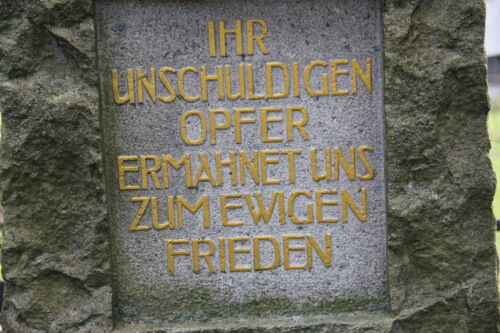 IHR
UNSCHULDIGEN
OPFER
ERMAHNET UNS
ZUM EWIGEN
FRIEDEN